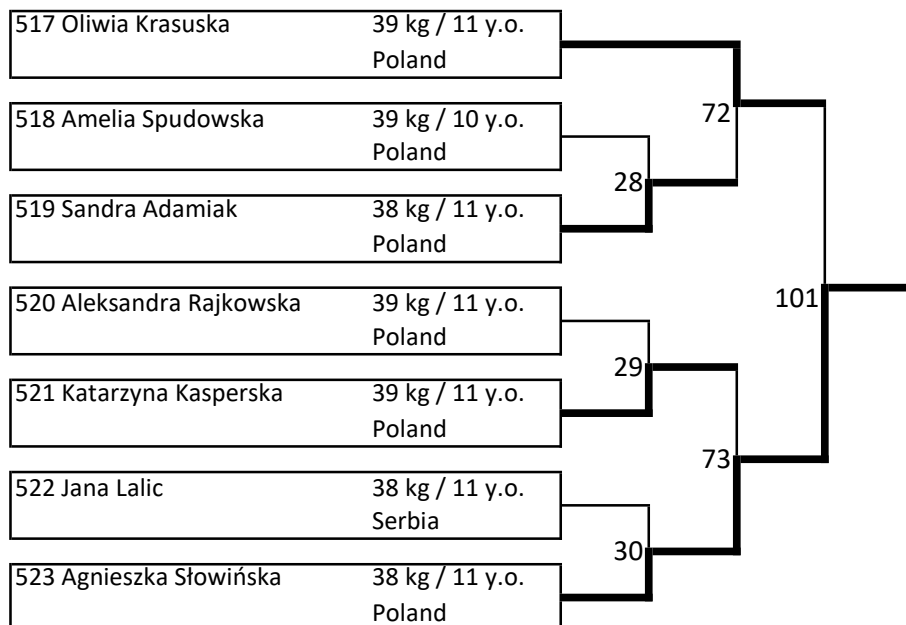 517 Oliwia Krasuska 39 kg / 11 y.o.
Poland
72
518 Amelia Spudowska 39 kg / 10 y.o.
Poland
28
519 Sandra Adamiak 38 kg / 11 y.o.
Poland
520 Aleksandra Rajkowska 39 kg / 11 y.o.
101
Poland
29
521 Katarzyna Kasperska 39 kg / 11 y.o.
Poland
73
522 Jana Lalic 38 kg / 11 y.o.
Serbia
30
523 Agnieszka Słowińska 38 kg / 11 y.o.
Poland